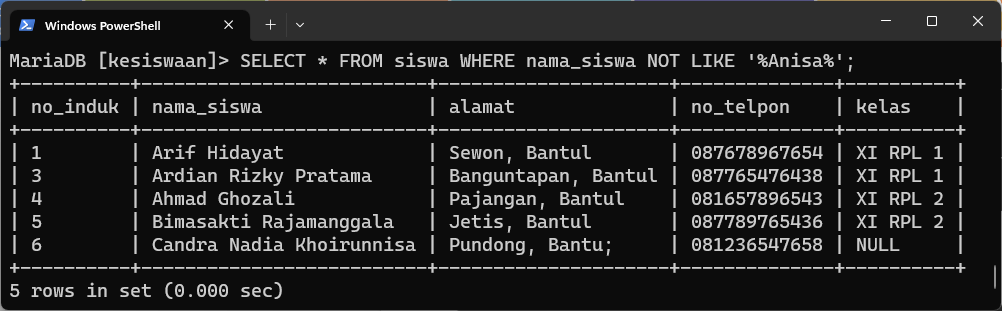 Windows PowerShell
MariaDB [kesiswaan]> SELECT * FROM siswa WHERE nama_siswa NOT LIKE '%Anisa%';
+----------+--------------------------+--------------------+--------------+----------+
| no_induk | nama_siswa               | alamat             | no_telpon    | kelas    |
+----------+--------------------------+--------------------+--------------+----------+
| 1        | Arif Hidayat             | Sewon, Bantul      | 087678967654 | XI RPL 1 |
| 3        | Ardian Rizky Pratama     | Banguntapan, Bantul | 087765476438 | XI RPL 1 |
| 4        | Ahmad Ghozali            | Pajangan, Bantul   | 081657896543 | XI RPL 2 |
| 5        | Bimasakti Rajamanggala   | Jetis, Bantul      | 087789765436 | XI RPL 2 |
| 6        | Candra Nadia Khoirunnisa | Pundong, Bantu;    | 081236547658 | NULL     |
+----------+--------------------------+--------------------+--------------+----------+
5 rows in set (0.000 sec)